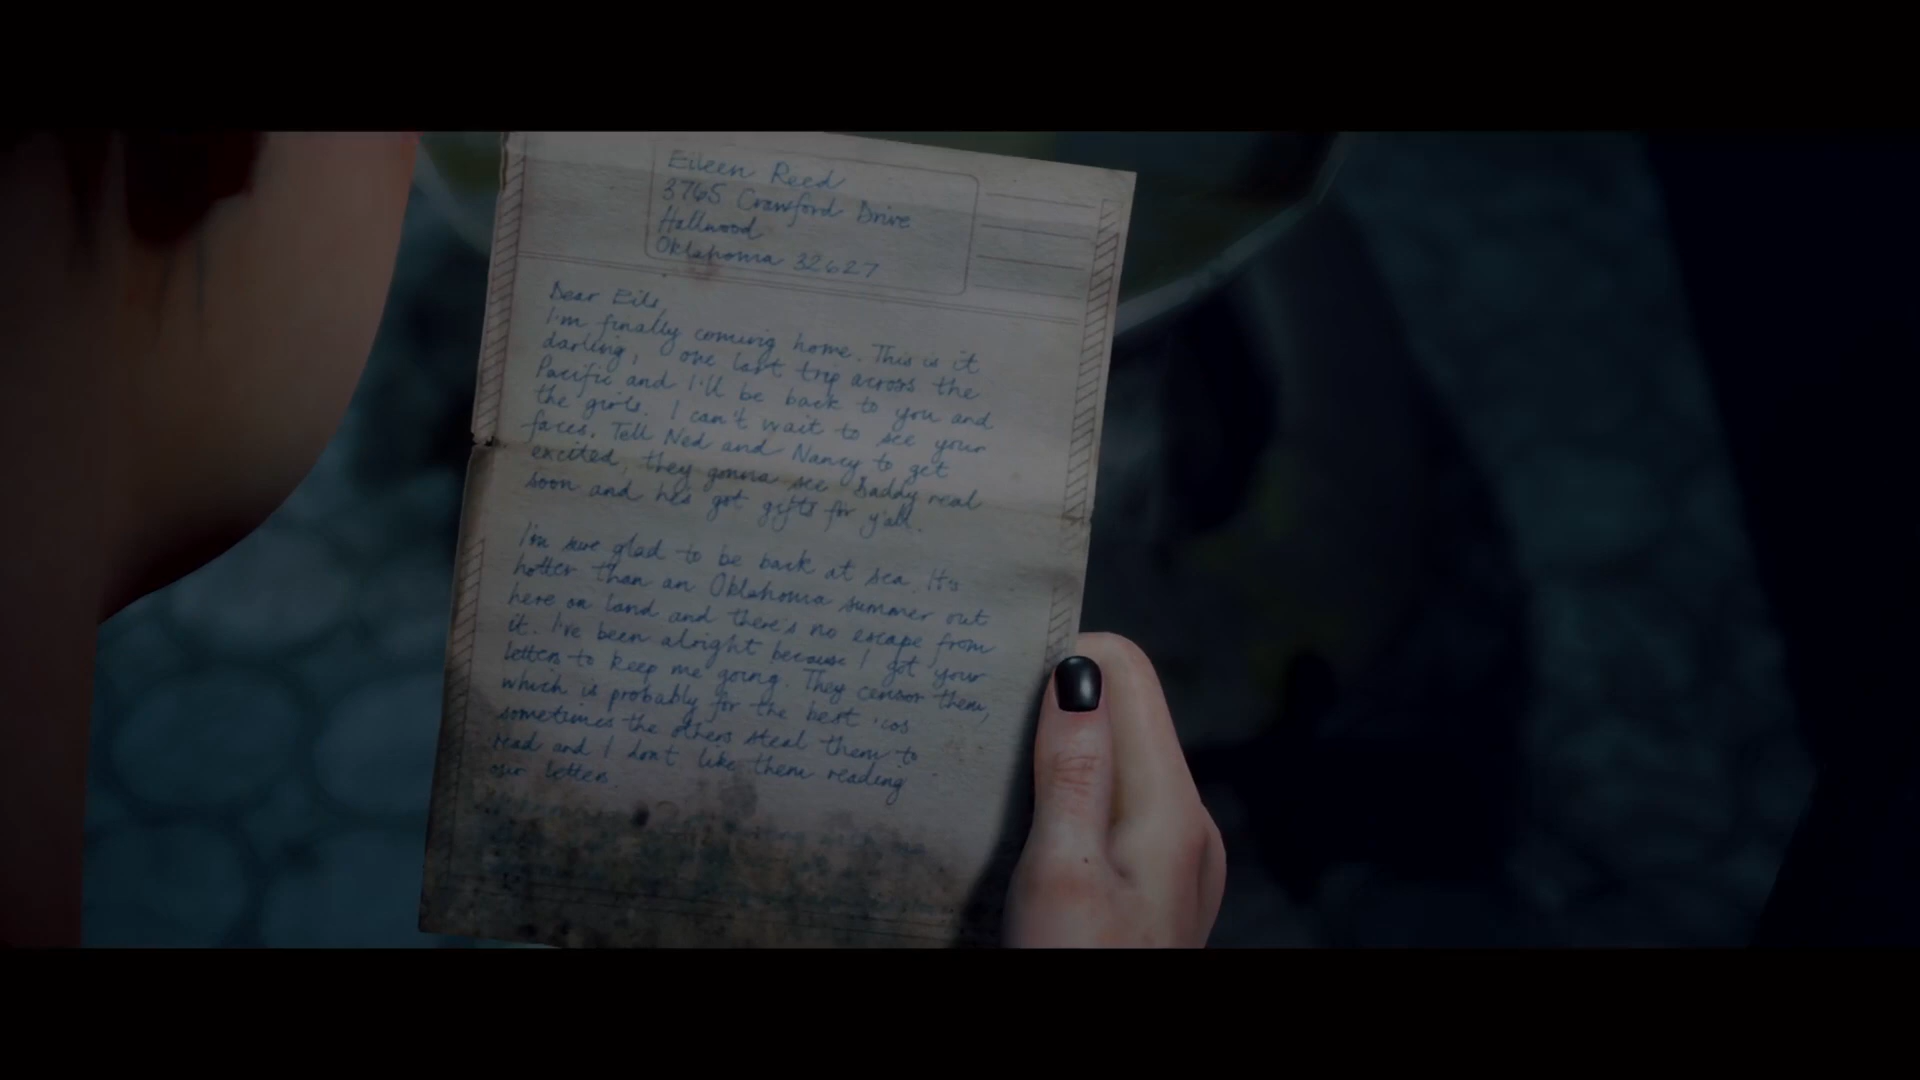 Eileen Reed
3765 Crawford Drive
Hallwood
Oklahoma 32627
Dear Eils,
I'm finally coming home. This is it
darling, one last trip across the
Pacific and I'll be back to you and
the girls. I can't wait to see your
faces. Tell Ned and Nancy to get
excited, they gonna see Daddy real
soon and he's got gifts for y'all.
I'm sure glad to be back at sea. It's
hotter than an Oklahoma summer out
here on land and there's no escape from
it. I've been alright because I got your
letters to keep me going. They censor them,
which is probably for the best 'cos
sometimes the others steal them to
read and I don't like them reading
our letters.